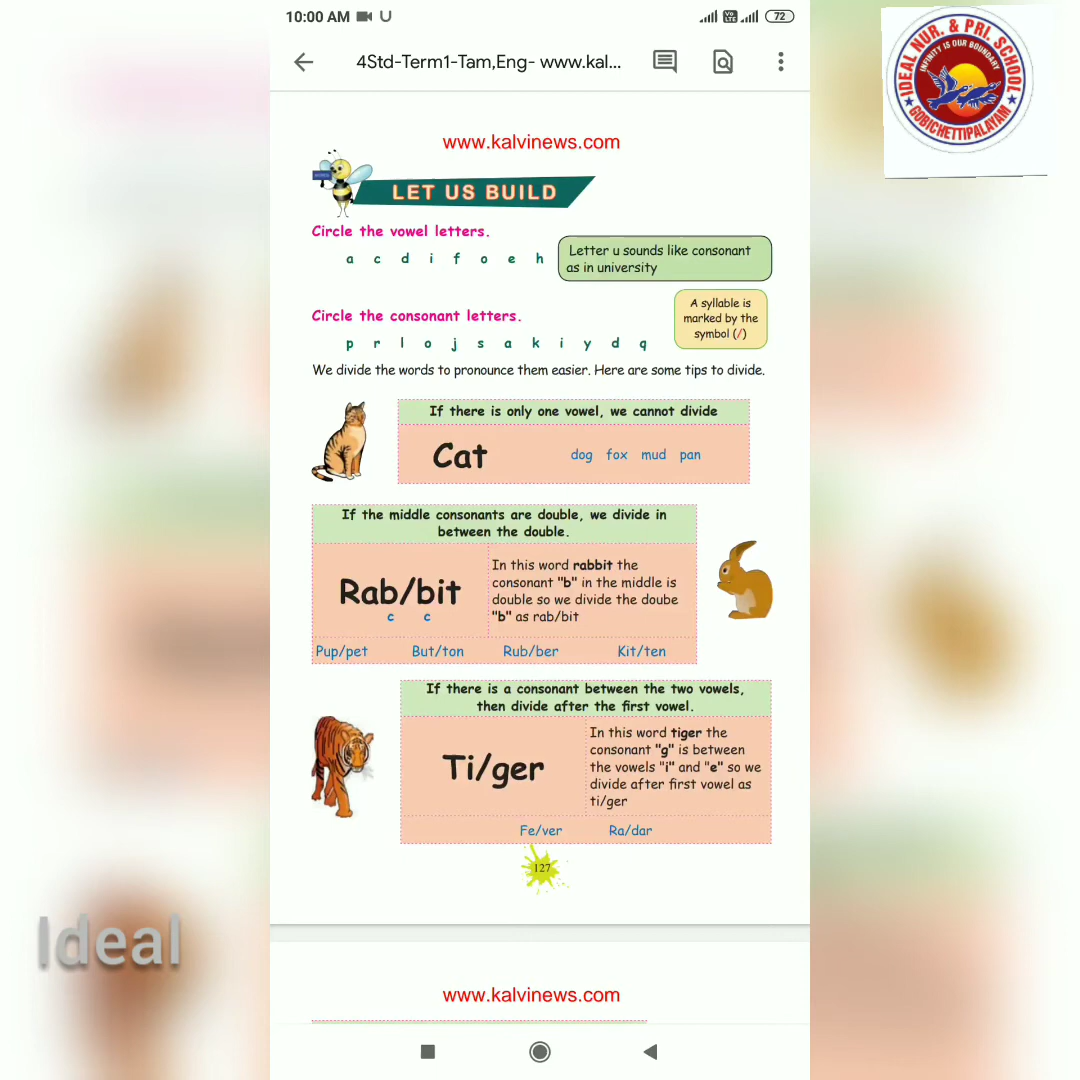 10:00 AM
VoLTE
72
4Std-Term1-Tam,Eng- www.kal...
IDEAL NUR. & PRI. SCHOOL
INFINITY IS OUR BOUNDARY
GOBICHETTIPALAYAM
www.kalvinews.com
LET US BUILD
Circle the vowel letters.
a c d i f o e h
Letter u sounds like consonant
as in university
Circle the consonant letters.
p r l o j s a k i y d q
A syllable is
marked by the
symbol (/)
We divide the words to pronounce them easier. Here are some tips to divide.
If there is only one vowel, we cannot divide
Cat
dog fox mud pan
If the middle consonants are double, we divide in
between the double.
Rab/bit
c c
In this word rabbit the
consonant "b" in the middle is
double so we divide the doube
"b" as rab/bit
Pup/pet But/ton Rub/ber Kit/ten
If there is a consonant between the two vowels,
then divide after the first vowel.
Ti/ger
In this word tiger the
consonant "g" is between
the vowels "i" and "e" so we
divide after first vowel as
ti/ger
Fe/ver Ra/dar
127
Ideal
www.kalvinews.com